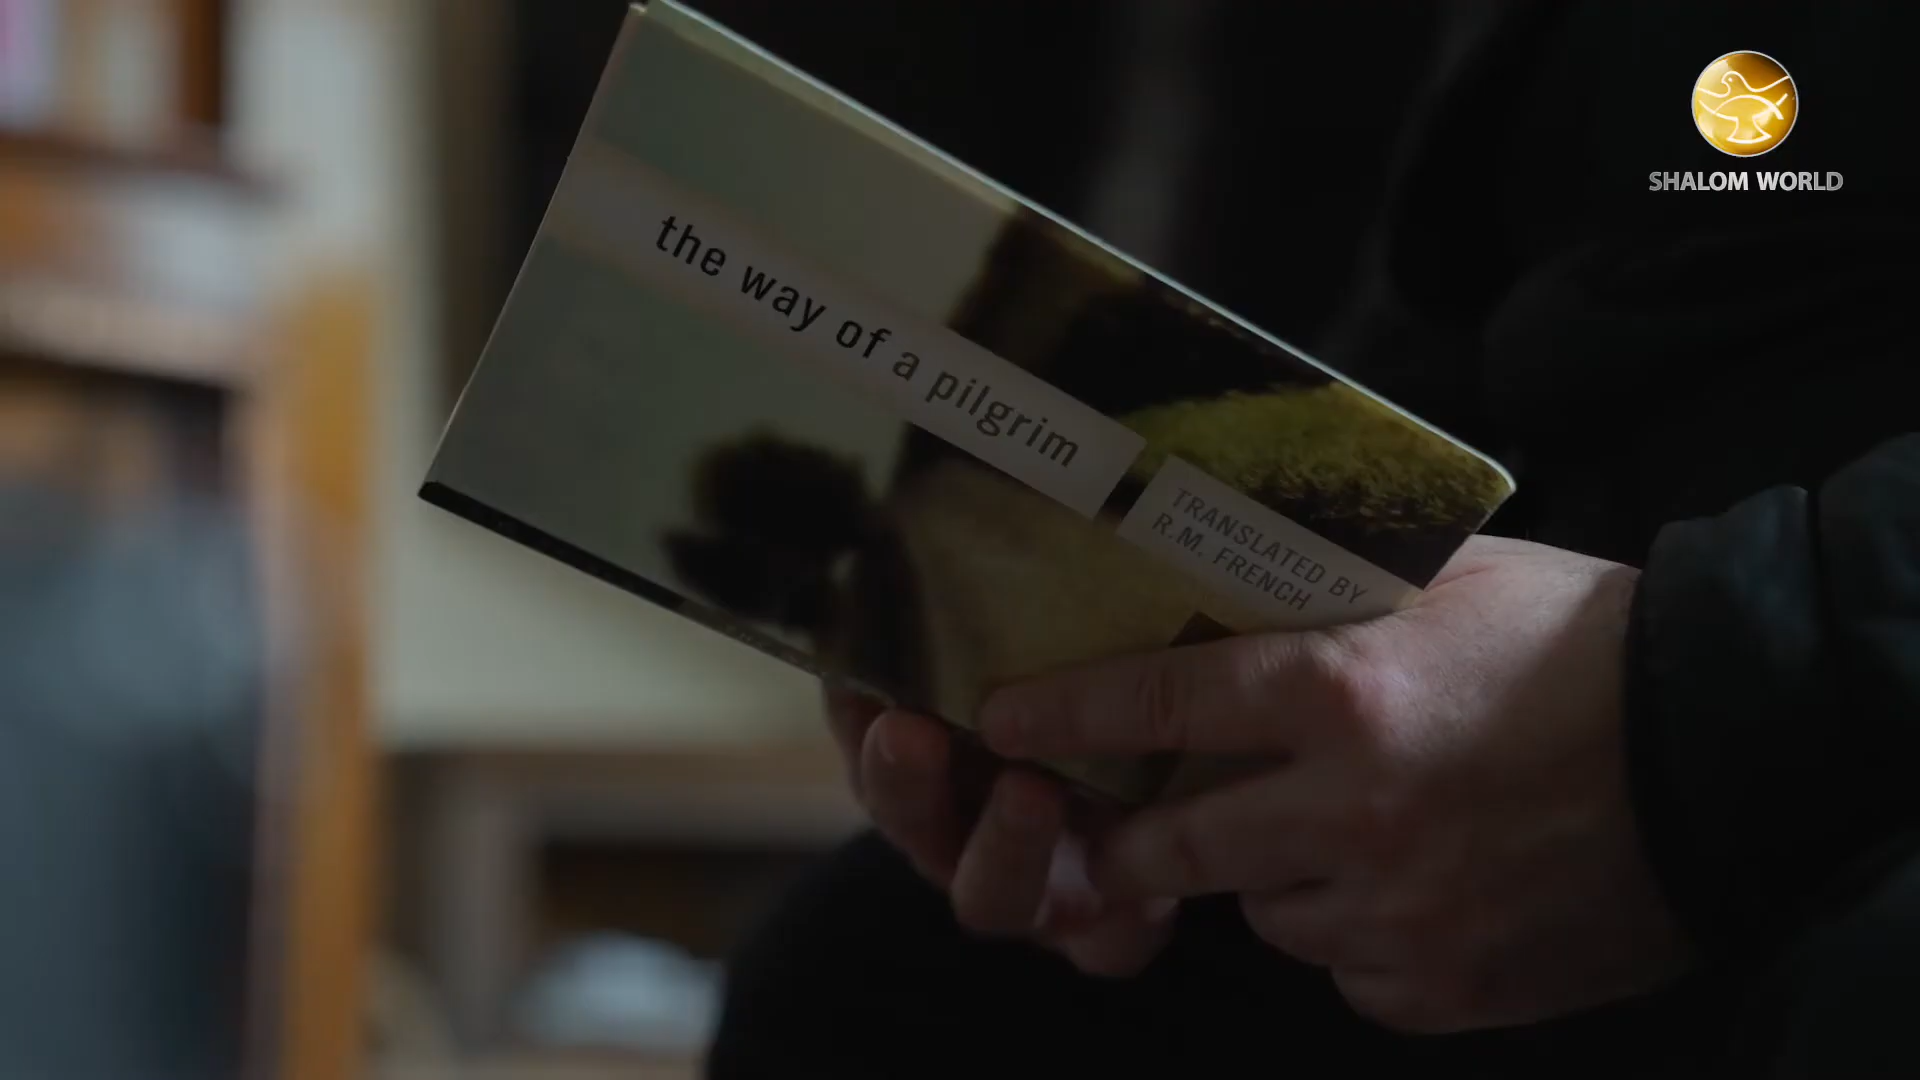 the way of a pilgrim
TRANSLATED BY
R.M. FRENCH
SHALOM WORLD